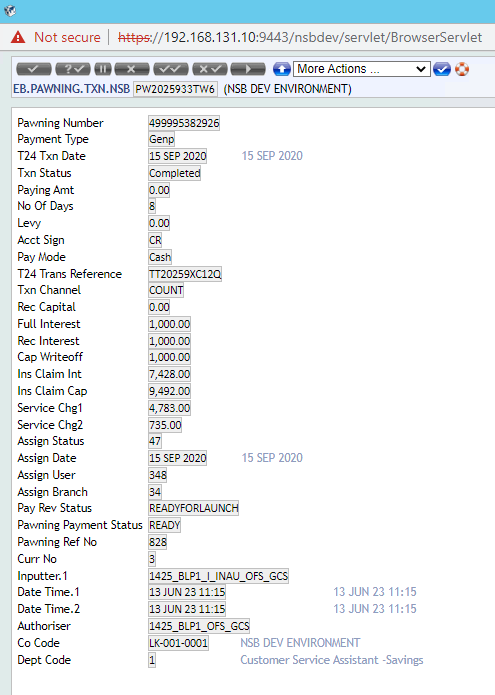 Not secure | https://192.168.131.10:9443/nsbdev/servlet/BrowserServlet
More Actions ...
EB.PAWNING.TXN.NSB PW2025933TW6 (NSB DEV ENVIRONMENT)
Pawning Number 499995382926
Payment Type Genp
T24 Txn Date 15 SEP 2020 15 SEP 2020
Txn Status Completed
Paying Amt 0.00
No Of Days 8
Levy 0.00
Acct Sign CR
Pay Mode Cash
T24 Trans Reference TT20259XC12Q
Txn Channel COUNT
Rec Capital 0.00
Full Interest 1,000.00
Rec Interest 1,000.00
Cap Writeoff 1,000.00
Ins Claim Int 7,428.00
Ins Claim Cap 9,492.00
Service Chg1 4,783.00
Service Chg2 735.00
Assign Status 47
Assign Date 15 SEP 2020 15 SEP 2020
Assign User 348
Assign Branch 34
Pay Rev Status READYFORLAUNCH
Pawning Payment Status READY
Pawning Ref No 828
Curr No 3
Inputter.1 1425_BLP1_I_INAU_OFS_GCS
Date Time.1 13 JUN 23 11:15 13 JUN 23 11:15
Date Time.2 13 JUN 23 11:15 13 JUN 23 11:15
Authoriser 1425_BLP1_OFS_GCS
Co Code LK-001-0001 NSB DEV ENVIRONMENT
Dept Code 1 Customer Service Assistant -Savings